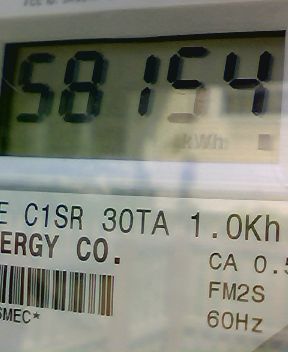 58154
kWh
E C1SR 30TA 1.0Kh
ERGY CO.
CA 0.5
FM2S
SMEC*
60Hz